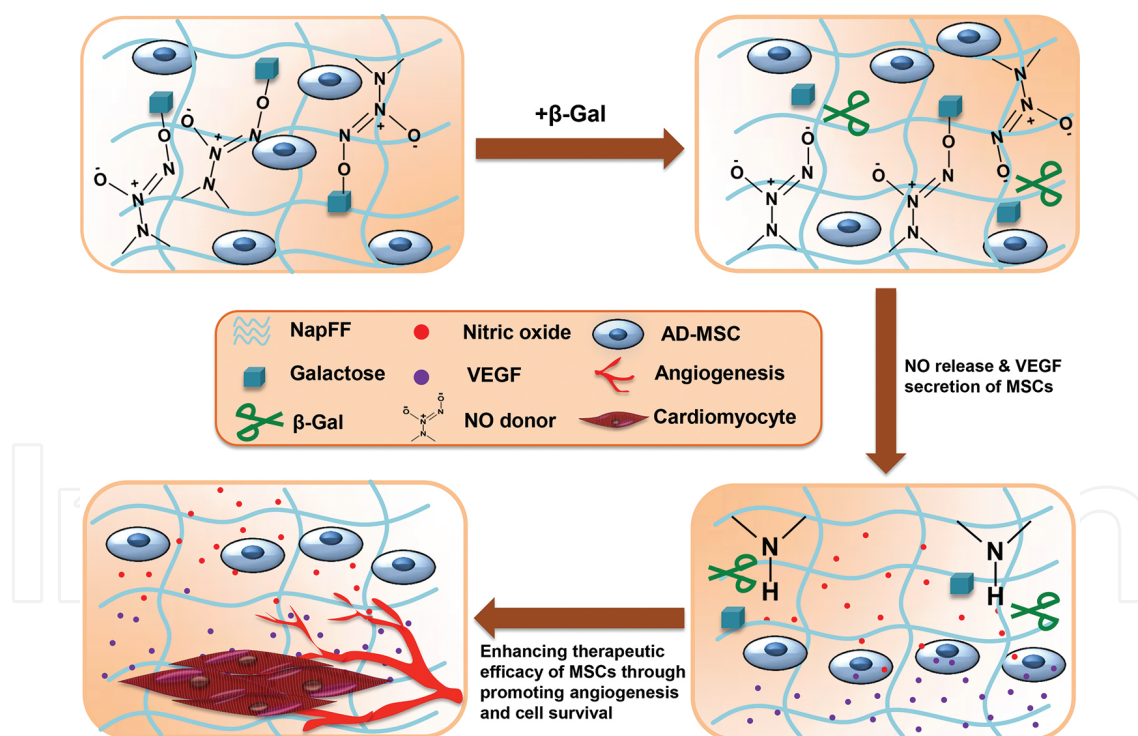 O
N
Ō
+
N
N
O
N
Ō
+
N
N
N
N
+
O
-
N
O
+β-Gal
Ō
N
Ō
+
N
N
O
N
Ō
+
N
N
N
N
+
O
-
N
O
-
NapFF
Nitric oxide
AD-MSC
Galactose
VEGF
Angiogenesis
β-Gal
Ō
Ō
N
+
N
N
NO donor
Cardiomyocyte
NO release & VEGF
secretion of MSCs
N
H
N
H
Enhancing therapeutic
efficacy of MSCs through
promoting angiogenesis
and cell survival